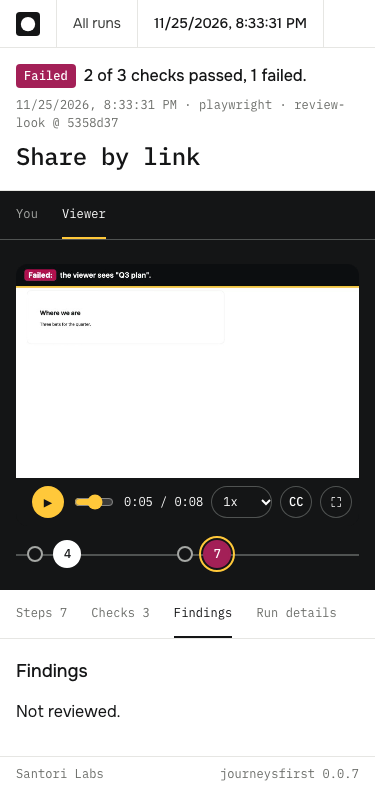 All runs 11/25/2026, 8:33:31 PM
Failed 2 of 3 checks passed, 1 failed.
11/25/2026, 8:33:31 PM · playwright · review-
look @ 5358d37
Share by link
You Viewer
Failed: the viewer sees "Q3 plan".
Where we are
Three bets for the quarter.
0:05 / 0:08 1x CC
4 7
Steps 7 Checks 3 Findings Run details
Findings
Not reviewed.
Santori Labs journeysfirst 0.0.7